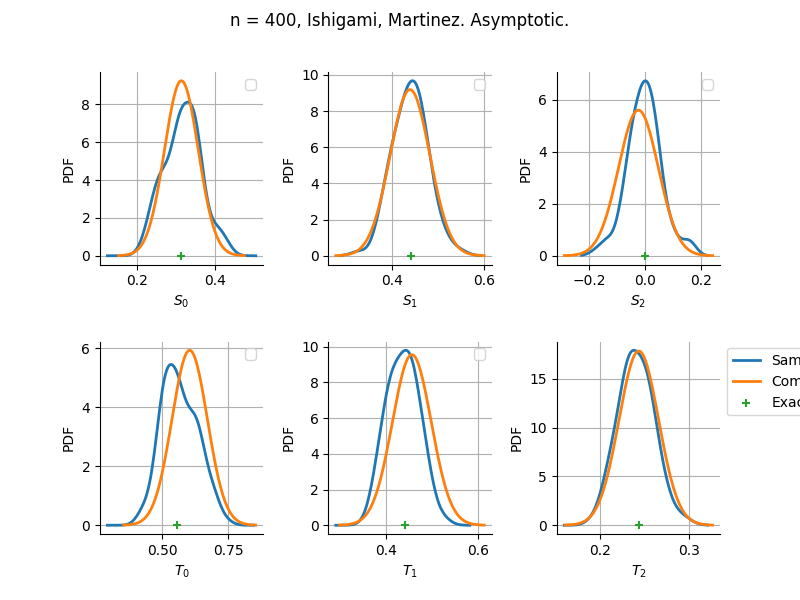 n = 400, Ishigami, Martinez. Asymptotic.
PDF
8
6
4
2
0
0.2 0.4
S₀
PDF
10
8
6
4
2
0
0.4 0.6
S₁
PDF
6
4
2
0
−0.2 0.0 0.2
S₂
PDF
6
4
2
0
0.50 0.75
T₀
PDF
10
8
6
4
2
0
0.4 0.6
T₁
PDF
15
10
5
0
0.2 0.3
T₂
Sam
Com
Exac